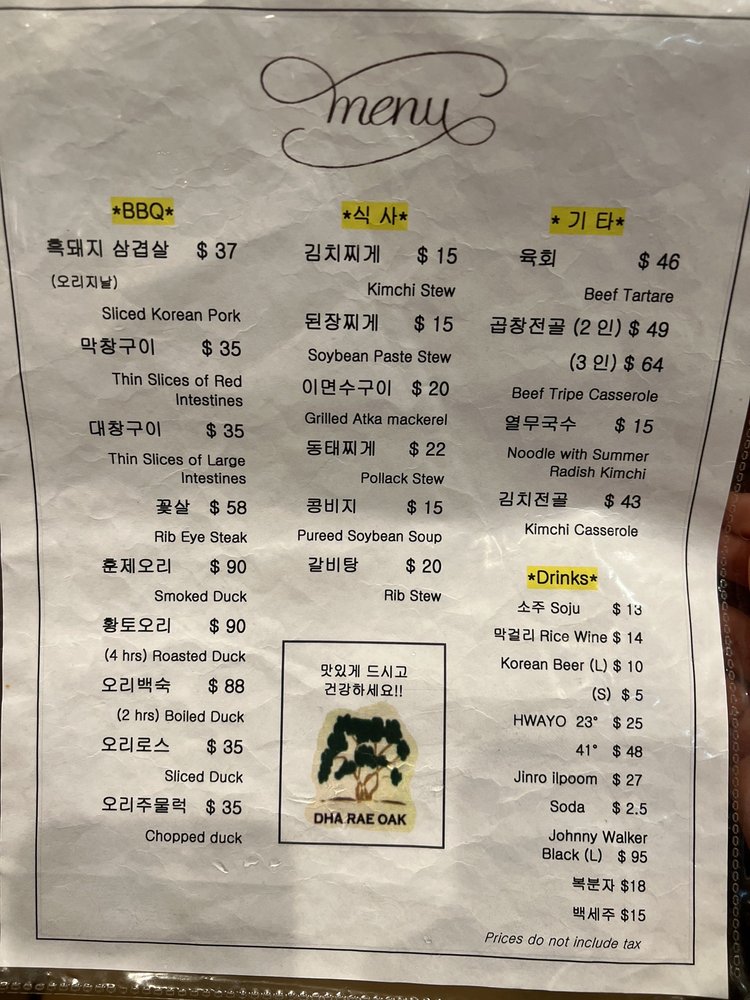 menu
*BBQ*
흑돼지 삼겹살 $ 37
(오리지날)
Sliced Korean Pork
막창구이 $ 35
Thin Slices of Red
Intestines
대창구이 $ 35
Thin Slices of Large
Intestines
꽃살 $ 58
Rib Eye Steak
훈제오리 $ 90
Smoked Duck
황토오리 $ 90
(4 hrs) Roasted Duck
오리백숙 $ 88
(2 hrs) Boiled Duck
오리로스 $ 35
Sliced Duck
오리주물럭 $ 35
Chopped duck
*식 사*
김치찌게 $ 15
Kimchi Stew
된장찌게 $ 15
Soybean Paste Stew
이면수구이 $ 20
Grilled Atka mackerel
동태찌게 $ 22
Pollack Stew
콩비지 $ 15
Pureed Soybean Soup
갈비탕 $ 20
Rib Stew
맛있게 드시고
건강하세요!!
DHA RAE OAK
* 기 타*
육회 $ 46
Beef Tartare
곱창전골 (2 인) $ 49
(3 인) $ 64
Beef Tripe Casserole
열무국수 $ 15
Noodle with Summer
Radish Kimchi
김치전골 $ 43
Kimchi Casserole
*Drinks*
소주 Soju $ 13
막걸리 Rice Wine $ 14
Korean Beer (L) $ 10
(S) $ 5
HWAYO 23° $ 25
41° $ 48
Jinro ilpoom $ 27
Soda $ 2.5
Johnny Walker
Black (L) $ 95
복분자 $18
백세주 $15
Prices do not include tax